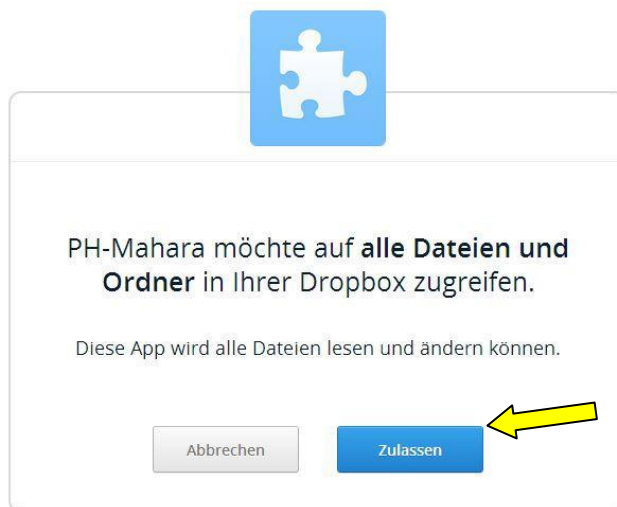 PH-Mahara möchte auf alle Dateien und
Ordner in Ihrer Dropbox zugreifen.
Diese App wird alle Dateien lesen und ändern können.
Abbrechen
Zulassen